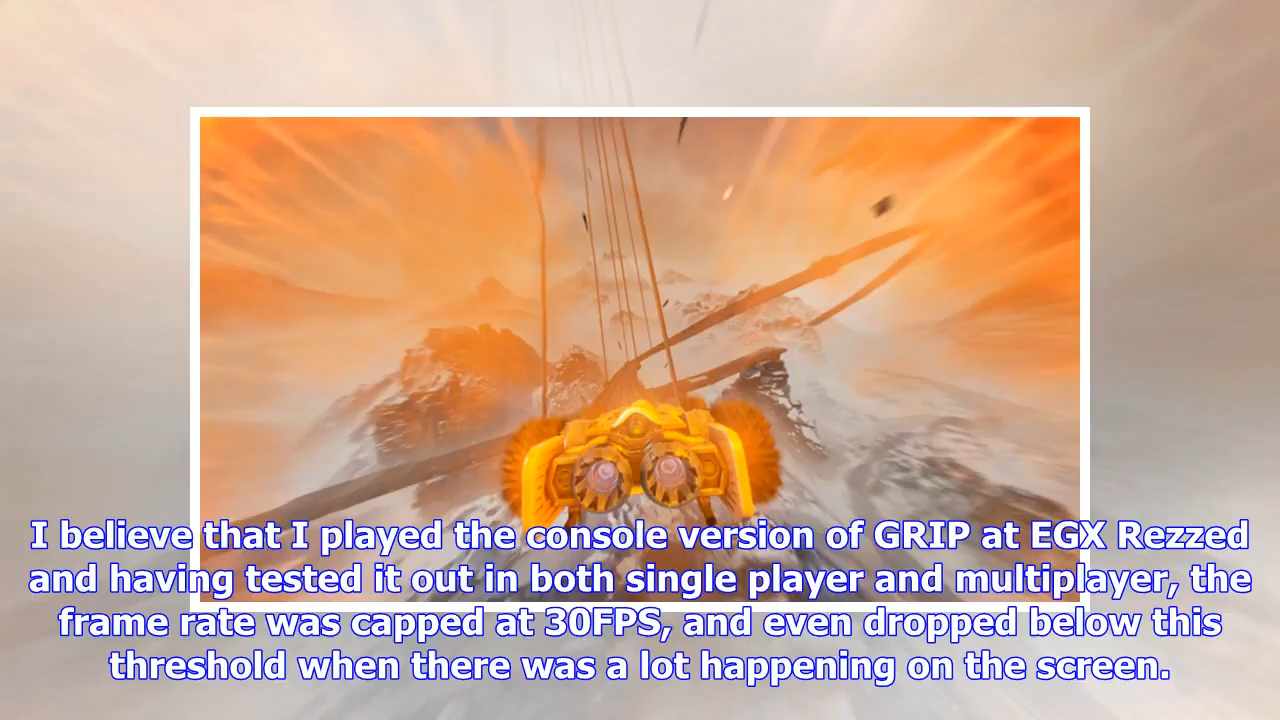 I believe that I played the console version of GRIP at EGX Rezzed
and having tested it out in both single player and multiplayer, the
frame rate was capped at 30FPS, and even dropped below this
threshold when there was a lot happening on the screen.